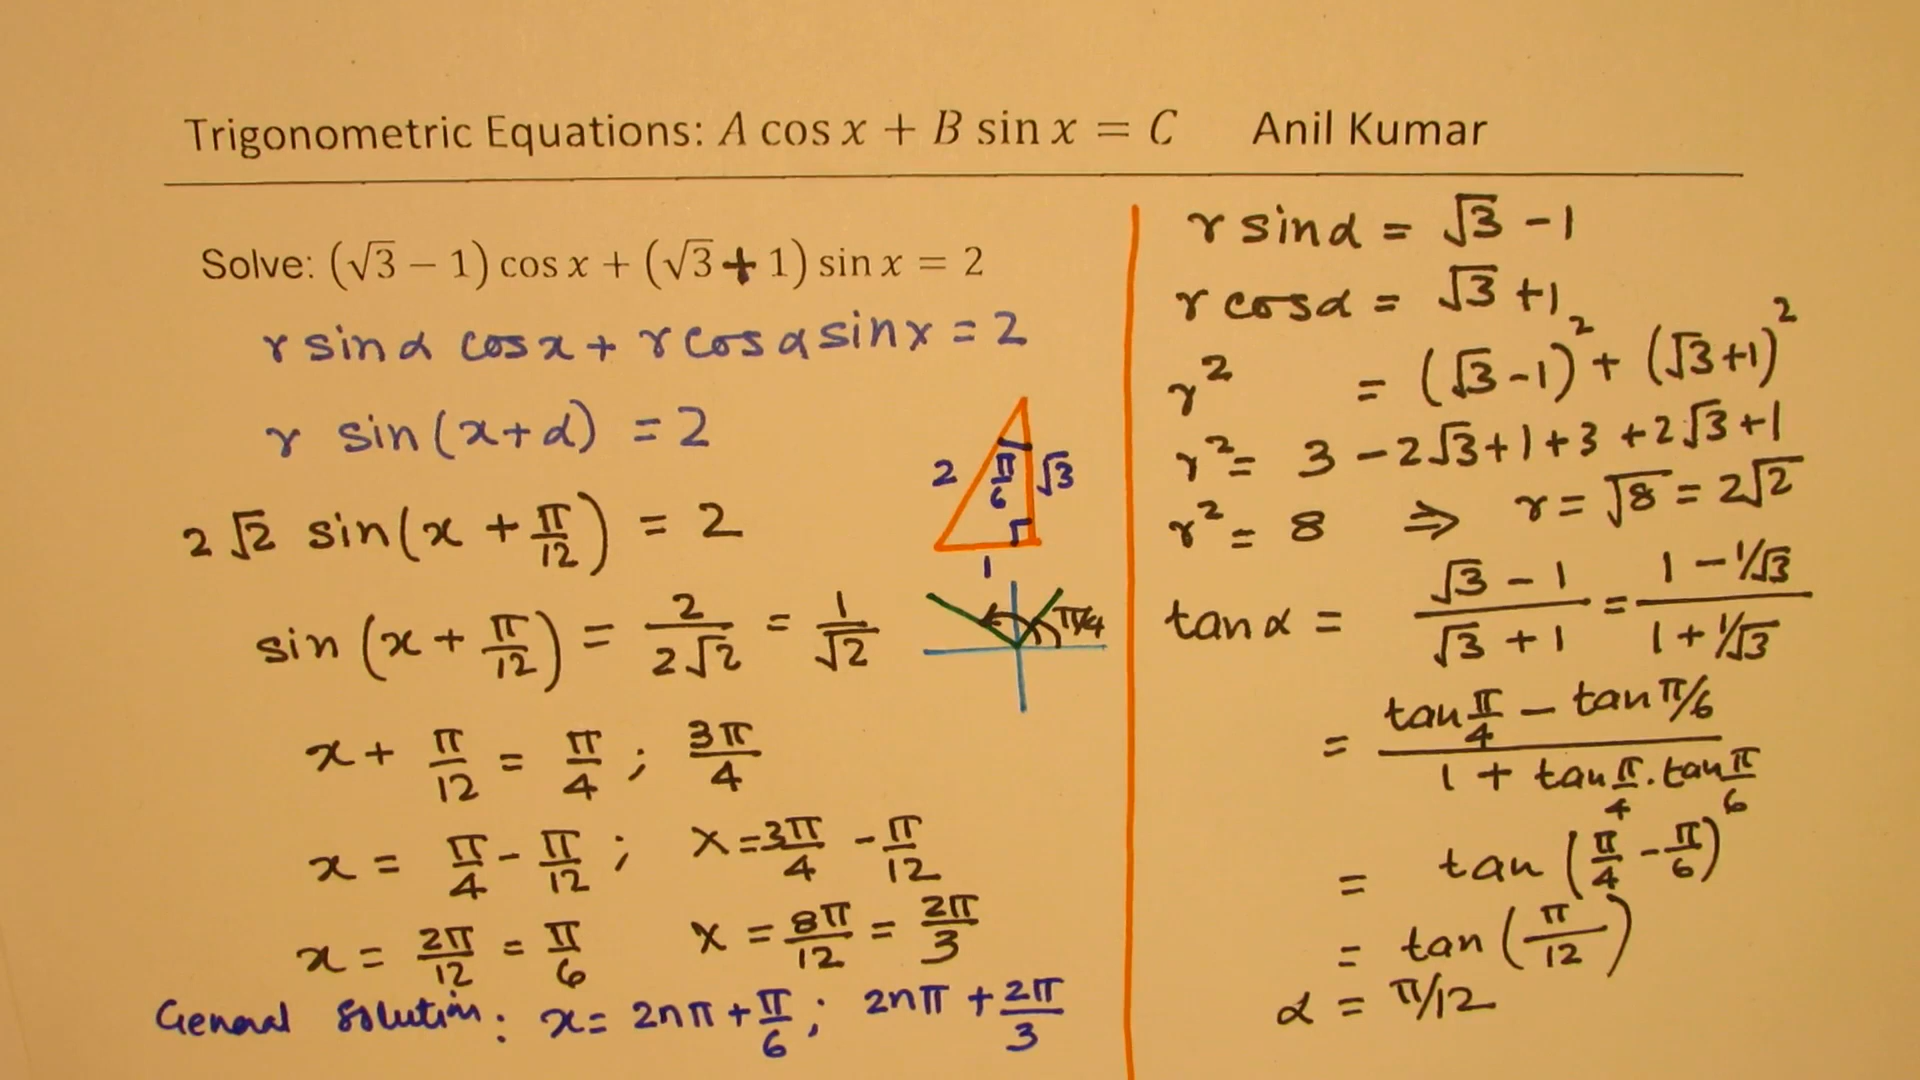 Trigonometric Equations: A cos x + B sin x = C Anil Kumar
Solve: (√3 − 1) cos x + (√3 + 1) sin x = 2
r sin α cos x + r cos α sin x = 2
r sin(x + α) = 2
2√2 sin(x + π/12) = 2
sin(x + π/12) = 2/2√2 = 1/√2
x + π/12 = π/4 ; 3π/4
x = π/4 − π/12 ; x = 3π/4 − π/12
x = 2π/12 = π/6 x = 8π/12 = 2π/3
General Solution: x = 2nπ + π/6 ; 2nπ + 2π/3
2 π/6 √3
1
π/4
r sin α = √3 − 1
r cos α = √3 + 1
r² = (√3 − 1)² + (√3 + 1)²
r² = 3 − 2√3 + 1 + 3 + 2√3 + 1
r² = 8 ⇒ r = √8 = 2√2
tan α = (√3 − 1)/(√3 + 1) = (1 − 1/√3)/(1 + 1/√3)
= (tan π/4 − tan π/6)/(1 + tan π/4 . tan π/6)
= tan (π/4 − π/6)
= tan (π/12)
α = π/12